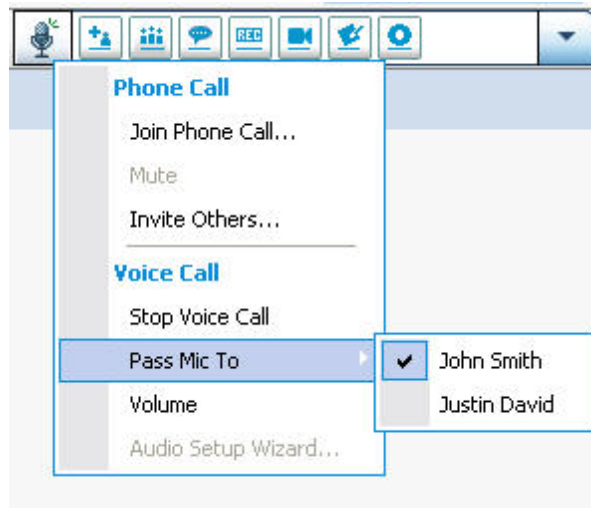 REC
Phone Call
Join Phone Call...
Mute
Invite Others...
Voice Call
Stop Voice Call
Pass Mic To
John Smith
Justin David
Volume
Audio Setup Wizard...